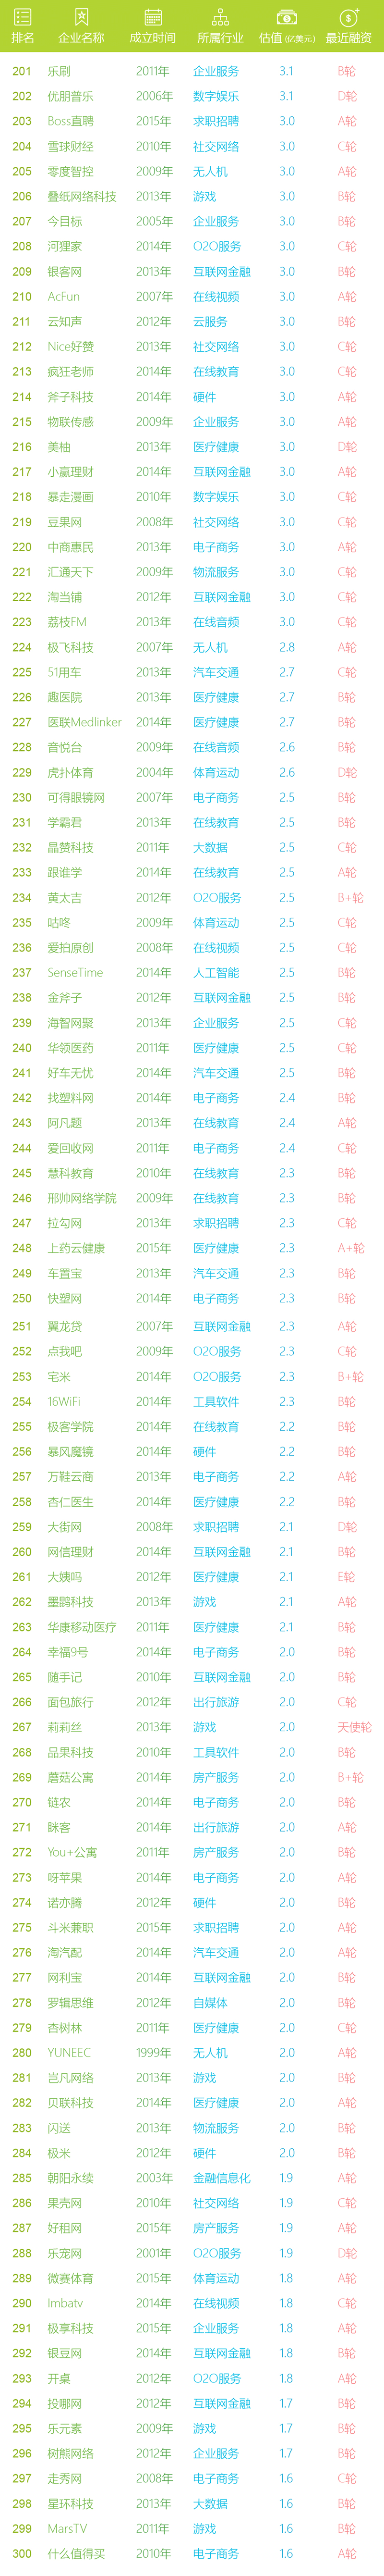 排名 企业名称 成立时间 所属行业 估值 (亿美元) 最近融资
201 乐刷 2011年 企业服务 3.1 B轮
202 优朋普乐 2006年 数字娱乐 3.1 D轮
203 Boss直聘 2015年 求职招聘 3.0 A轮
204 雪球财经 2010年 社交网络 3.0 C轮
205 零度智控 2009年 无人机 3.0 A轮
206 叠纸网络科技 2013年 游戏 3.0 B轮
207 今目标 2005年 企业服务 3.0 B轮
208 河狸家 2014年 O2O服务 3.0 C轮
209 银客网 2013年 互联网金融 3.0 B轮
210 AcFun 2007年 在线视频 3.0 A轮
211 云知声 2012年 云服务 3.0 B轮
212 Nice好赞 2013年 社交网络 3.0 C轮
213 疯狂老师 2014年 在线教育 3.0 C轮
214 斧子科技 2014年 硬件 3.0 A轮
215 物联传感 2009年 企业服务 3.0 A轮
216 美柚 2013年 医疗健康 3.0 D轮
217 小赢理财 2014年 互联网金融 3.0 A轮
218 暴走漫画 2010年 数字娱乐 3.0 C轮
219 豆果网 2008年 社交网络 3.0 C轮
220 中商惠民 2013年 电子商务 3.0 A轮
221 汇通天下 2009年 物流服务 3.0 C轮
222 淘当铺 2012年 互联网金融 3.0 C轮
223 荔枝FM 2013年 在线音频 3.0 C轮
224 极飞科技 2007年 无人机 2.8 A轮
225 51用车 2013年 汽车交通 2.7 C轮
226 趣医院 2013年 医疗健康 2.7 B轮
227 医联Medlinker 2014年 医疗健康 2.7 B轮
228 音悦台 2009年 在线音频 2.6 B轮
229 虎扑体育 2004年 体育运动 2.6 D轮
230 可得眼镜网 2007年 电子商务 2.5 B轮
231 学霸君 2013年 在线教育 2.5 B轮
232 晶赞科技 2011年 大数据 2.5 C轮
233 跟谁学 2014年 在线教育 2.5 A轮
234 黄太吉 2012年 O2O服务 2.5 B+轮
235 咕咚 2009年 体育运动 2.5 C轮
236 爱拍原创 2008年 在线视频 2.5 C轮
237 SenseTime 2014年 人工智能 2.5 B轮
238 金斧子 2012年 互联网金融 2.5 B轮
239 海智网聚 2013年 企业服务 2.5 C轮
240 华领医药 2011年 医疗健康 2.5 C轮
241 好车无忧 2014年 汽车交通 2.5 B轮
242 找塑料网 2014年 电子商务 2.4 B轮
243 阿凡题 2013年 在线教育 2.4 A轮
244 爱回收网 2011年 电子商务 2.4 C轮
245 慧科教育 2010年 在线教育 2.3 B轮
246 邢帅网络学院 2009年 在线教育 2.3 B轮
247 拉勾网 2013年 求职招聘 2.3 C轮
248 上药云健康 2015年 医疗健康 2.3 A+轮
249 车置宝 2013年 汽车交通 2.3 B轮
250 快塑网 2014年 电子商务 2.3 B轮
251 翼龙贷 2007年 互联网金融 2.3 A轮
252 点我吧 2009年 O2O服务 2.3 C轮
253 宅米 2014年 O2O服务 2.3 B+轮
254 16WiFi 2014年 工具软件 2.3 B轮
255 极客学院 2014年 在线教育 2.2 B轮
256 暴风魔镜 2014年 硬件 2.2 B轮
257 万鞋云商 2013年 电子商务 2.2 A轮
258 杏仁医生 2014年 医疗健康 2.2 B轮
259 大街网 2008年 求职招聘 2.1 D轮
260 网信理财 2014年 互联网金融 2.1 B轮
261 大姨吗 2012年 医疗健康 2.1 E轮
262 墨鹍科技 2013年 游戏 2.1 A轮
263 华康移动医疗 2011年 医疗健康 2.1 B轮
264 幸福9号 2014年 电子商务 2.0 B轮
265 随手记 2010年 互联网金融 2.0 B轮
266 面包旅行 2012年 出行旅游 2.0 C轮
267 莉莉丝 2013年 游戏 2.0 天使轮
268 品果科技 2010年 工具软件 2.0 B轮
269 蘑菇公寓 2014年 房产服务 2.0 B+轮
270 链农 2014年 电子商务 2.0 B轮
271 眯客 2014年 出行旅游 2.0 A轮
272 You+公寓 2011年 房产服务 2.0 B轮
273 呀苹果 2014年 电子商务 2.0 A轮
274 诺亦腾 2012年 硬件 2.0 B轮
275 斗米兼职 2015年 求职招聘 2.0 A轮
276 淘汽配 2014年 汽车交通 2.0 A轮
277 网利宝 2014年 互联网金融 2.0 B轮
278 罗辑思维 2012年 自媒体 2.0 B轮
279 杏树林 2011年 医疗健康 2.0 C轮
280 YUNEEC 1999年 无人机 2.0 A轮
281 岂凡网络 2013年 游戏 2.0 B轮
282 贝联科技 2014年 医疗健康 2.0 A轮
283 闪送 2013年 物流服务 2.0 B轮
284 极米 2012年 硬件 2.0 B轮
285 朝阳永续 2003年 金融信息化 1.9 A轮
286 果壳网 2010年 社交网络 1.9 C轮
287 好租网 2015年 房产服务 1.9 A轮
288 乐宠网 2001年 O2O服务 1.9 D轮
289 微赛体育 2015年 体育运动 1.8 A轮
290 Imbatv 2014年 在线视频 1.8 C轮
291 极享科技 2015年 企业服务 1.8 A轮
292 银豆网 2014年 互联网金融 1.8 B轮
293 开桌 2012年 O2O服务 1.8 A轮
294 投哪网 2012年 互联网金融 1.7 B轮
295 乐元素 2009年 游戏 1.7 B轮
296 树熊网络 2012年 企业服务 1.7 B轮
297 走秀网 2008年 电子商务 1.6 C轮
298 星环科技 2013年 大数据 1.6 B轮
299 MarsTV 2011年 游戏 1.6 B轮
300 什么值得买 2010年 电子商务 1.6 A轮